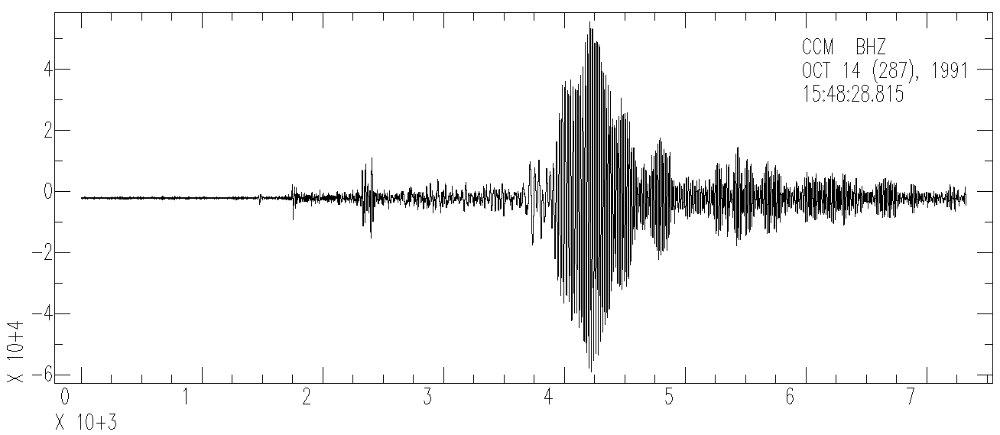 CCM BHZ
OCT 14 (287), 1991
15:48:28.815
4
2
0
-2
-4
-6
X 10+4
0 1 2 3 4 5 6 7
X 10+3